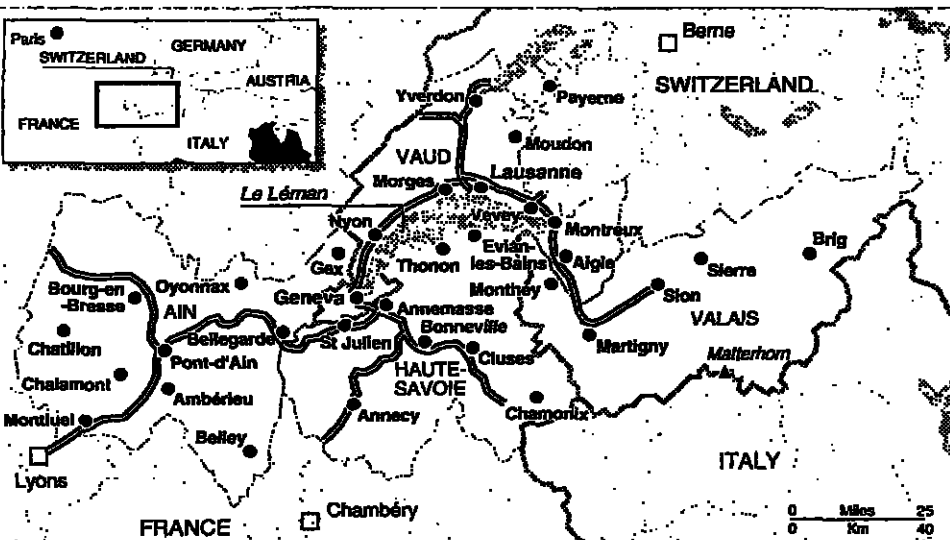 Paris
SWITZERLAND
GERMANY
AUSTRIA
FRANCE
ITALY
Berne
SWITZERLAND
Yverdon
Payerne
Moudon
VAUD
Lausanne
Morges
Le Léman
Vevey
Nyon
Montreux
Evian-
les-Bains
Gex
Thonon
Aigle
Brig
Sierre
Bourg-en
-Bresse
Oyonnax
Geneva
Monthey
Sion
AIN
Annemasse
VALAIS
Bellegarde
St Julien
Bonneville
Chatillon
Pont-d'Ain
Cluses
Martigny
Matterhorn
HAUTE-
SAVOIE
Chalamont
Ambérieu
Annecy
Chamonix
Montluel
Belley
Lyons
ITALY
Chambéry
FRANCE
0 Miles 25
0 Km 40